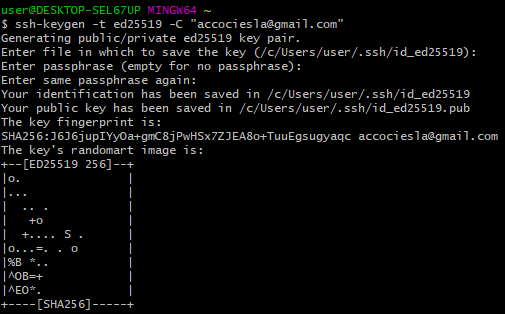 user@DESKTOP-SEL67UP MINGW64 ~
$ ssh-keygen -t ed25519 -C "accociesla@gmail.com"
Generating public/private ed25519 key pair.
Enter file in which to save the key (/c/Users/user/.ssh/id_ed25519):
Enter passphrase (empty for no passphrase):
Enter same passphrase again:
Your identification has been saved in /c/Users/user/.ssh/id_ed25519
Your public key has been saved in /c/Users/user/.ssh/id_ed25519.pub
The key fingerprint is:
SHA256:J6J6jupIYyOa+gmC8jPwHSx7ZJEA8o+TuuEgsugyaqc accociesla@gmail.com
The key's randomart image is:
+--[ED25519 256]--+
|o.               |
|...              |
|  .. .           |
|   +o            |
|  +.... S .      |
|o...=. . o       |
|%B *..           |
|^OB=+            |
|^EO*.            |
+----[SHA256]-----+